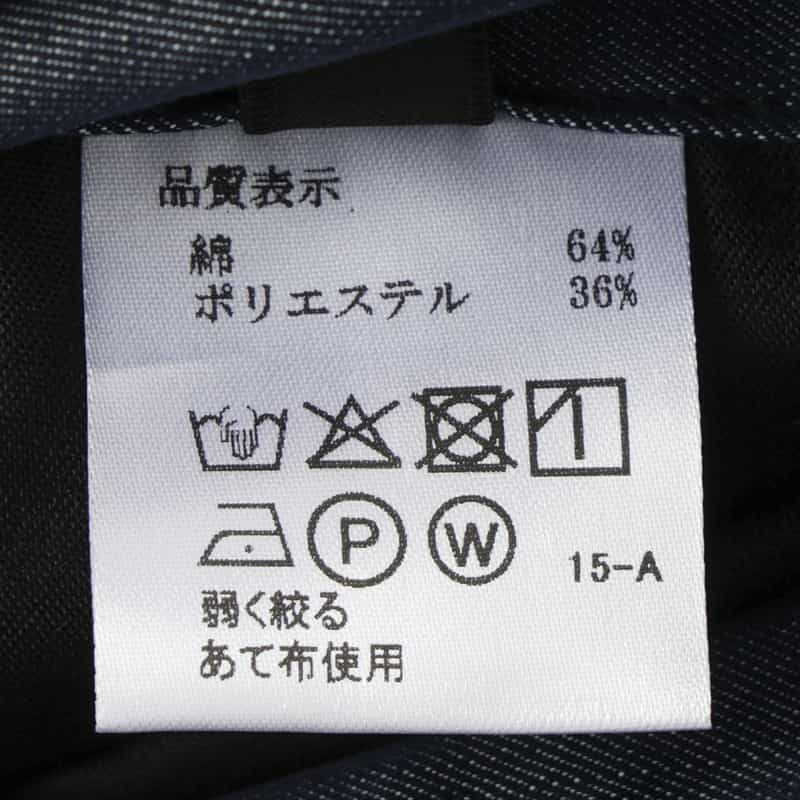 品質表示
綿 64%
ポリエステル 36%
P W 15-A
弱く絞る
あて布使用